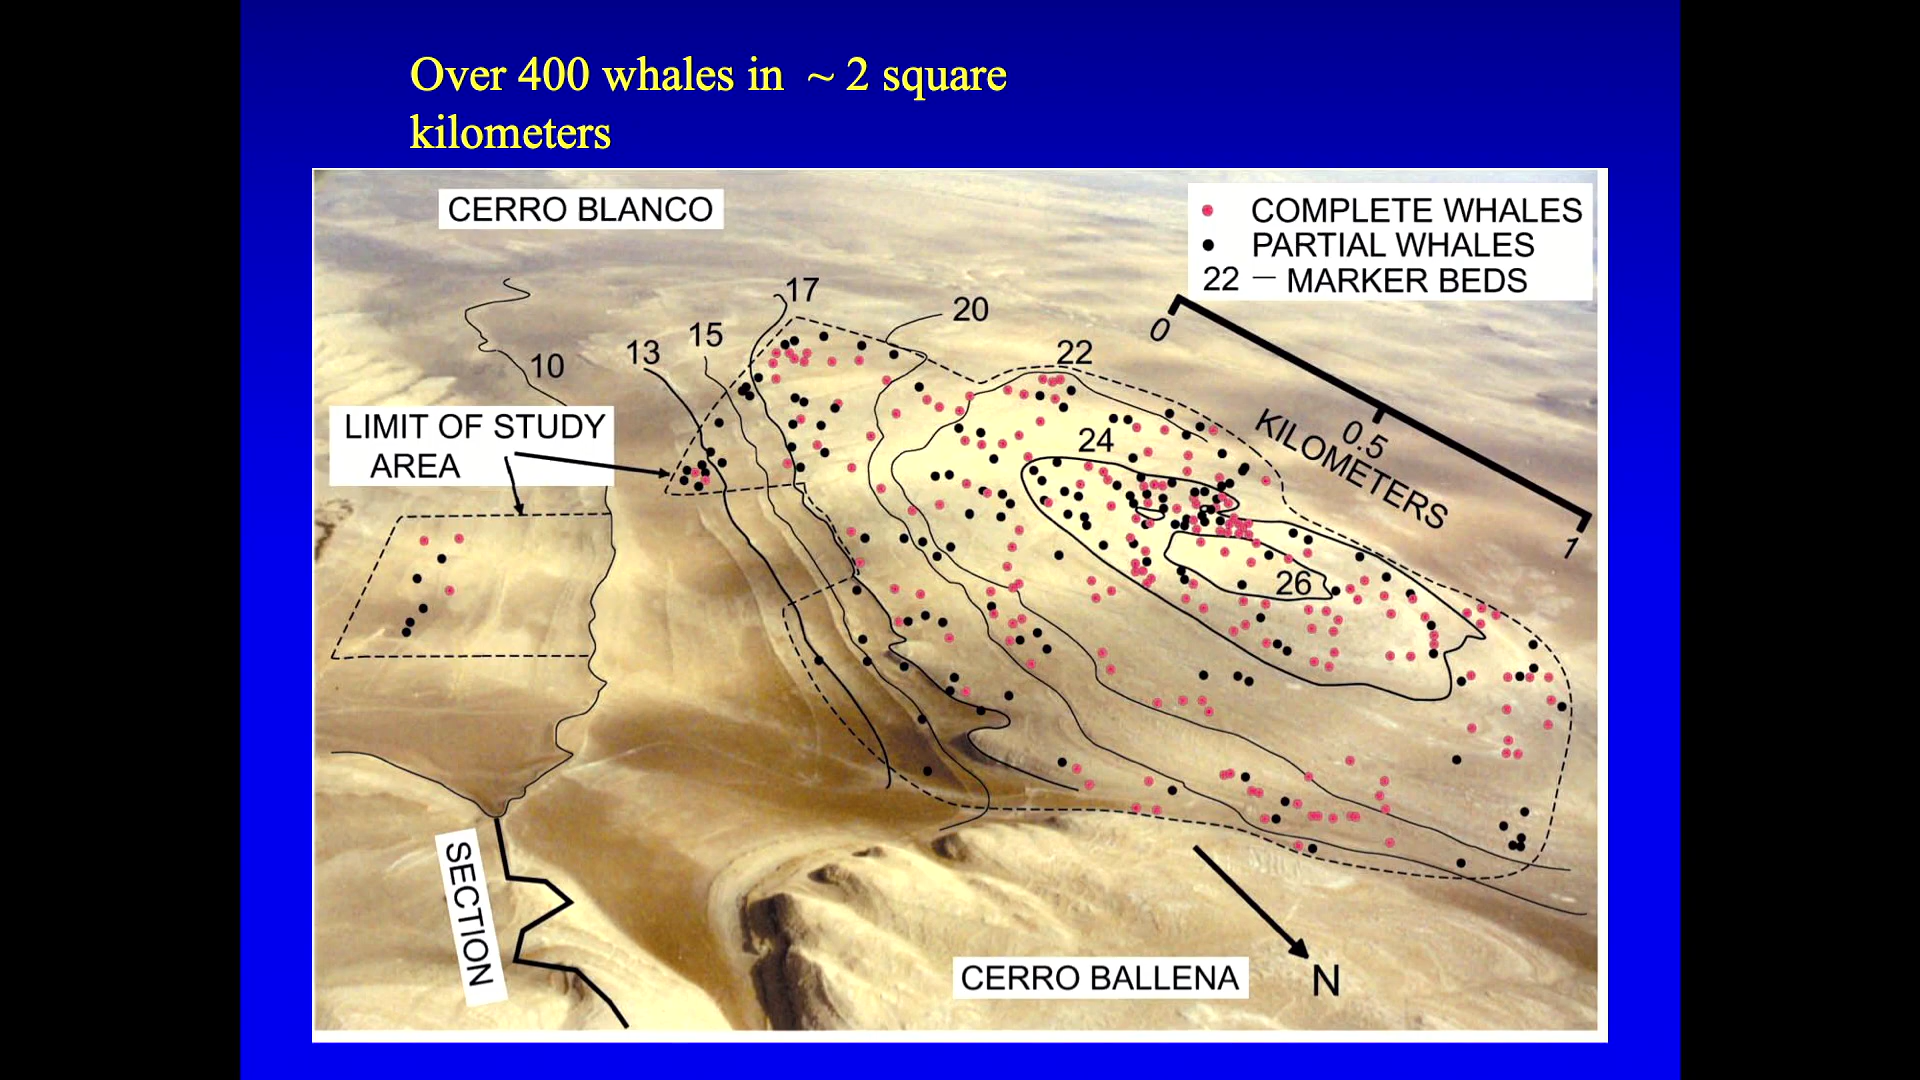 Over 400 whales in ~ 2 square
kilometers
CERRO BLANCO
COMPLETE WHALES
PARTIAL WHALES
22 — MARKER BEDS
17
20
15
13
10
22
0
0.5
1
KILOMETERS
LIMIT OF STUDY
AREA
24
26
SECTION
CERRO BALLENA
N